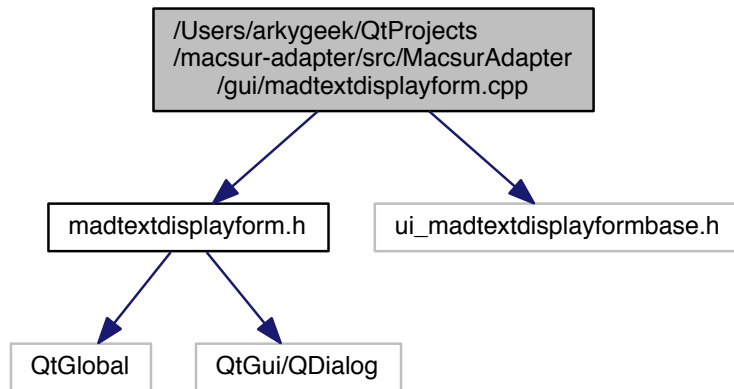 /Users/arkygeek/QtProjects
/macsur-adapter/src/MacsurAdapter
/gui/madtextdisplayform.cpp
madtextdisplayform.h
ui_madtextdisplayformbase.h
QtGlobal
QtGui/QDialog